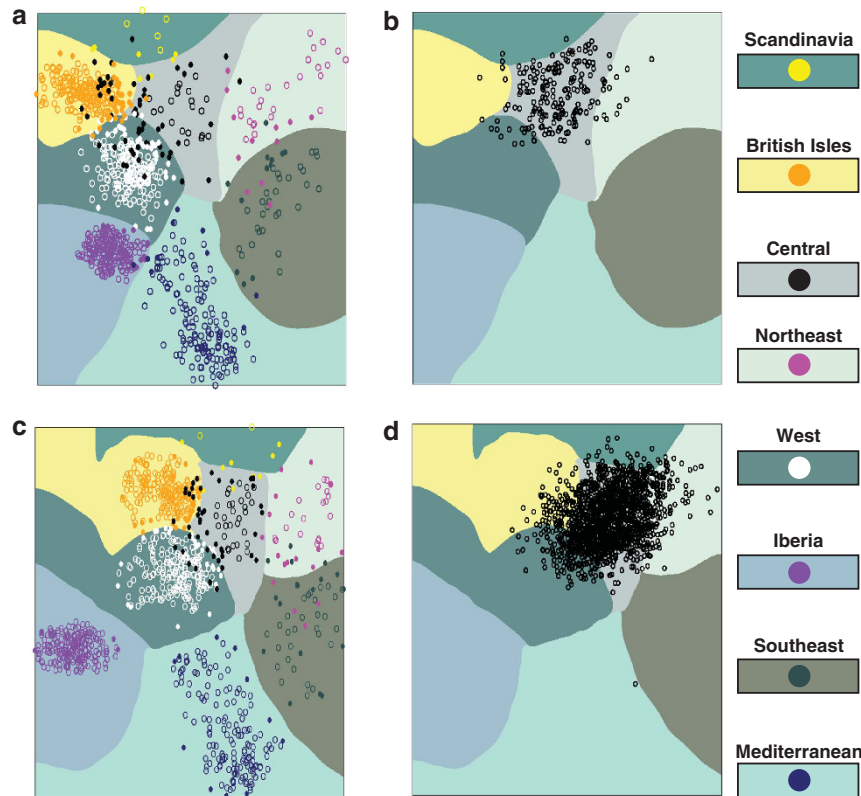 a
b
Scandinavia
British Isles
Central
Northeast
c
d
West
Iberia
Southeast
Mediterranean